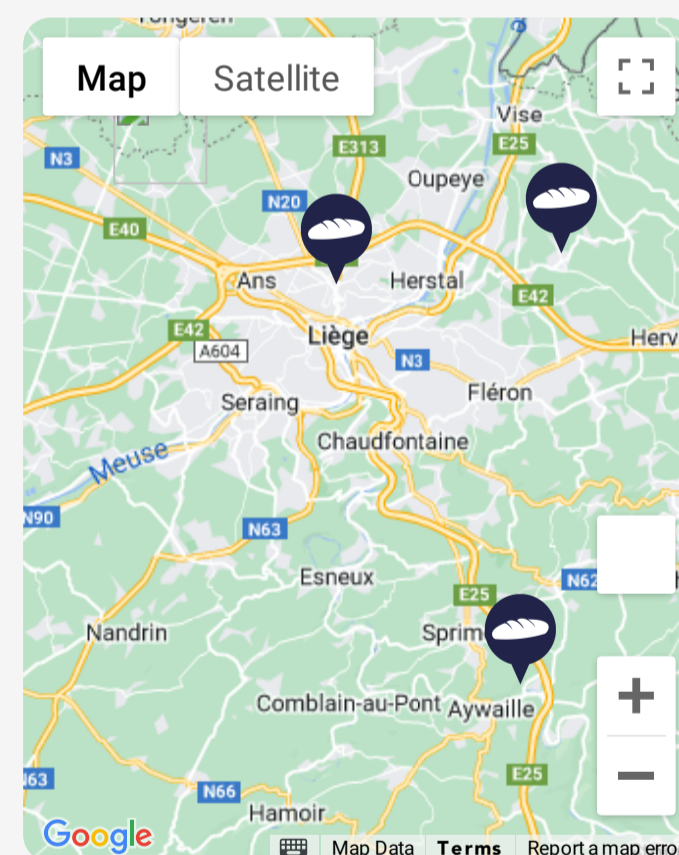 Tongeren
Map
Satellite
Vise
E313
E25
N3
Oupeye
N20
E40
Ans
Herstal
E42
E42
Liège
Herv
A604
N3
Fléron
Seraing
Chaudfontaine
Meuse
N90
N63
Esneux
N62
E25
Nandrin
Sprim
Comblain-au-Pont
Aywaille
E25
N63
N66
Hamoir
Google
Map Data
Terms
Report a map erro